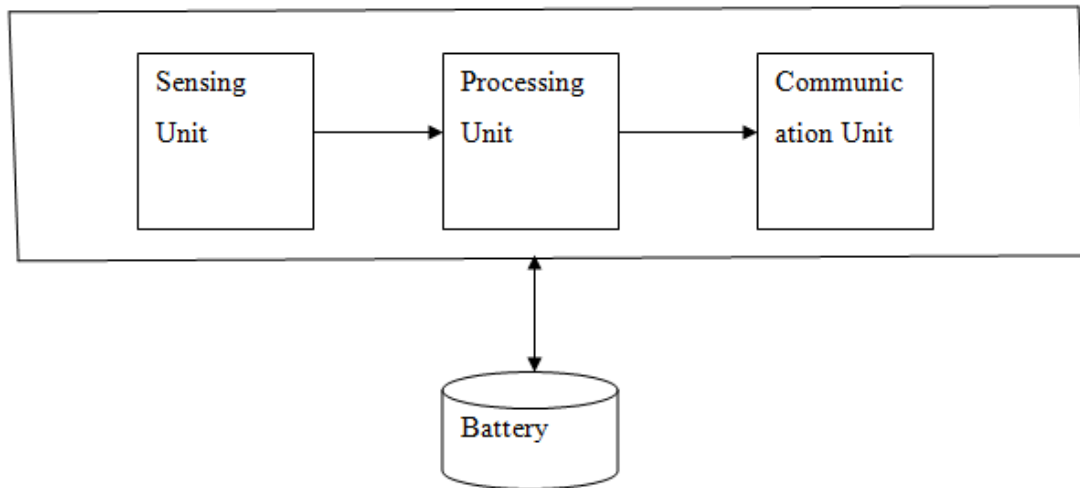 Sensing
Unit
Processing
Unit
Communic
ation Unit
Battery